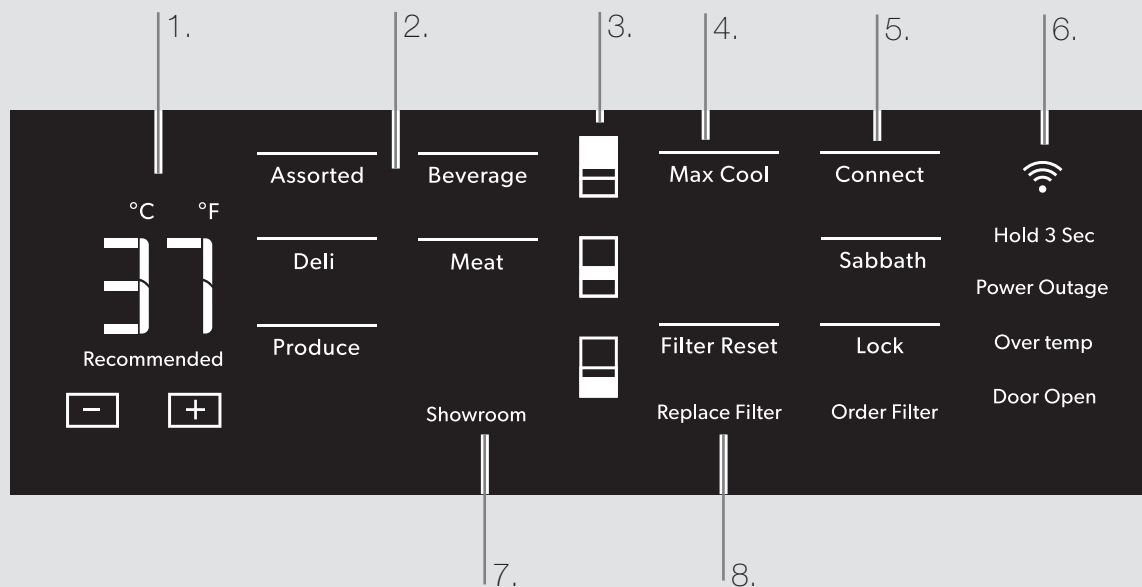 1. 2. 3. 4. 5. 6.
Assorted Beverage Max Cool Connect
°C °F
Hold 3 Sec
37
Deli Meat Sabbath
Power Outage
Recommended
Produce Filter Reset Lock
Over temp
- +
Showroom Replace Filter Order Filter
Door Open
7. 8.